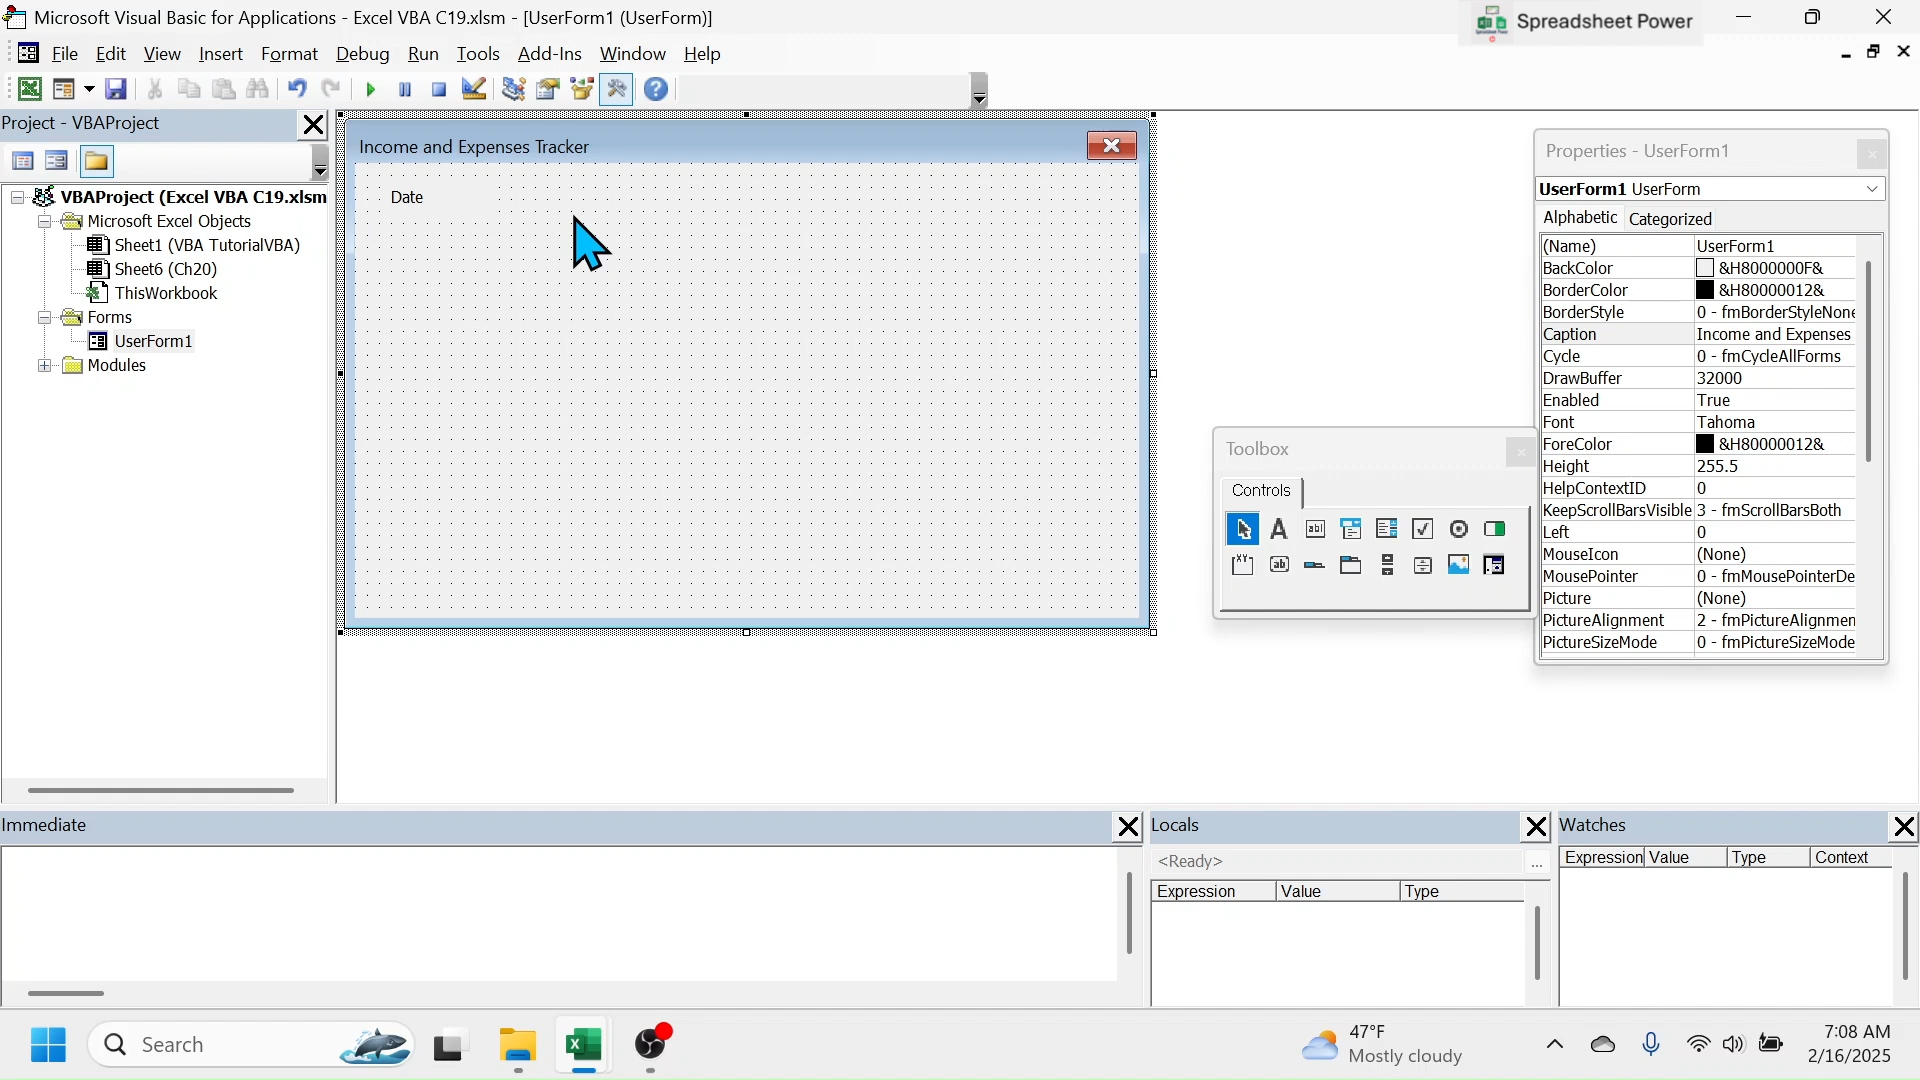 Microsoft Visual Basic for Applications - Excel VBA C19.xlsm - [UserForm1 (UserForm)]
Spreadsheet Power
File Edit View Insert Format Debug Run Tools Add-Ins Window Help
Project - VBAProject
VBAProject (Excel VBA C19.xlsm
Microsoft Excel Objects
Sheet1 (VBA TutorialVBA)
Sheet6 (Ch20)
ThisWorkbook
Forms
UserForm1
Modules
Income and Expenses Tracker
Date
Toolbox
Controls
Properties - UserForm1
UserForm1 UserForm
Alphabetic Categorized
(Name) UserForm1
BackColor &H8000000F&
BorderColor &H80000012&
BorderStyle 0 - fmBorderStyleNone
Caption Income and Expenses
Cycle 0 - fmCycleAllForms
DrawBuffer 32000
Enabled True
Font Tahoma
ForeColor &H80000012&
Height 255.5
HelpContextID 0
KeepScrollBarsVisible 3 - fmScrollBarsBoth
Left 0
MouseIcon (None)
MousePointer 0 - fmMousePointerDe
Picture (None)
PictureAlignment 2 - fmPictureAlignmen
PictureSizeMode 0 - fmPictureSizeMode
Immediate
Locals
<Ready>
...
Expression Value Type
Watches
Expression Value Type Context
Search
47°F
Mostly cloudy
7:08 AM
2/16/2025